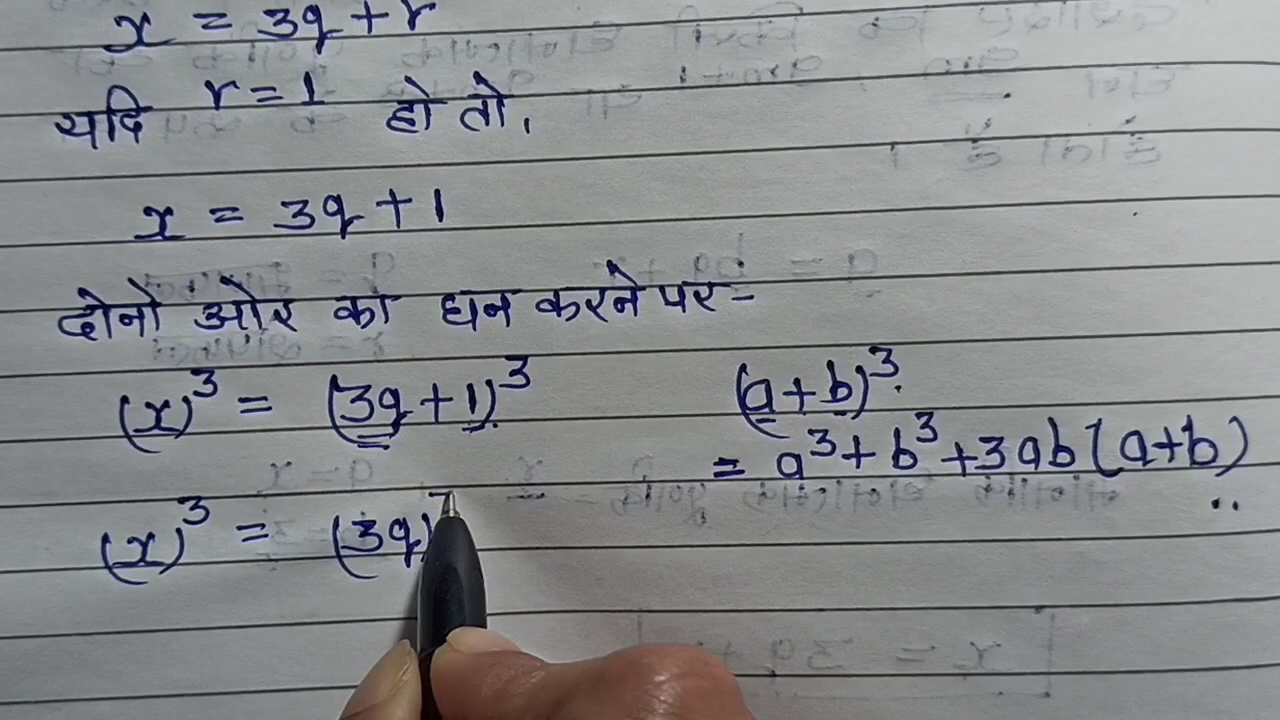 x = 3q + r
यदि r = 1 हो तो,
x = 3q + 1
दोनो ओर का घन करने पर -
(x)³ = (3q + 1)³
(a + b)³
= a³ + b³ + 3ab(a + b)
(x)³ = (3q)